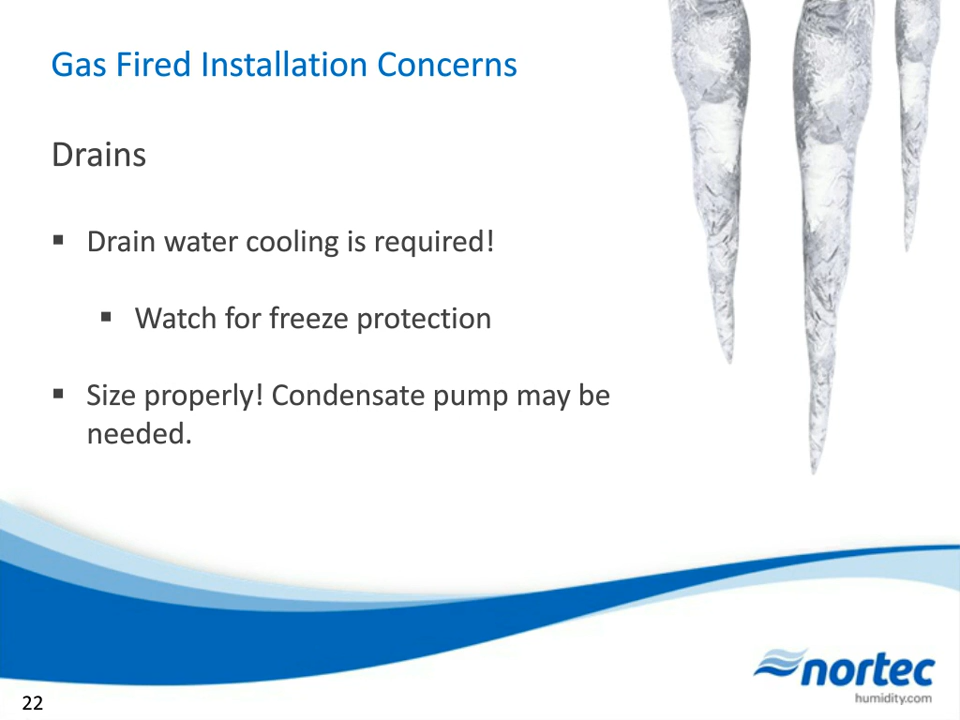 Gas Fired Installation Concerns
Drains
▪ Drain water cooling is required!
▪ Watch for freeze protection
▪ Size properly! Condensate pump may be
needed.
nortec
humidity.com
22